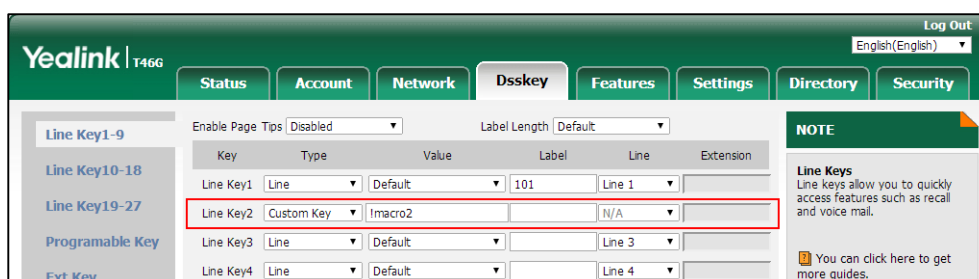 Log Out
English(English)
Yealink | T46G
Status Account Network Dsskey Features Settings Directory Security
Line Key1-9
Line Key10-18
Line Key19-27
Programable Key
Ext Key
Enable Page Tips Disabled Label Length Default
Key Type Value Label Line Extension
Line Key1 Line Default 101 Line 1
Line Key2 Custom Key !macro2 N/A
Line Key3 Line Default Line 3
Line Key4 Line Default Line 4
NOTE
Line Keys
Line keys allow you to quickly
access features such as recall
and voice mail.
You can click here to get
more guides.